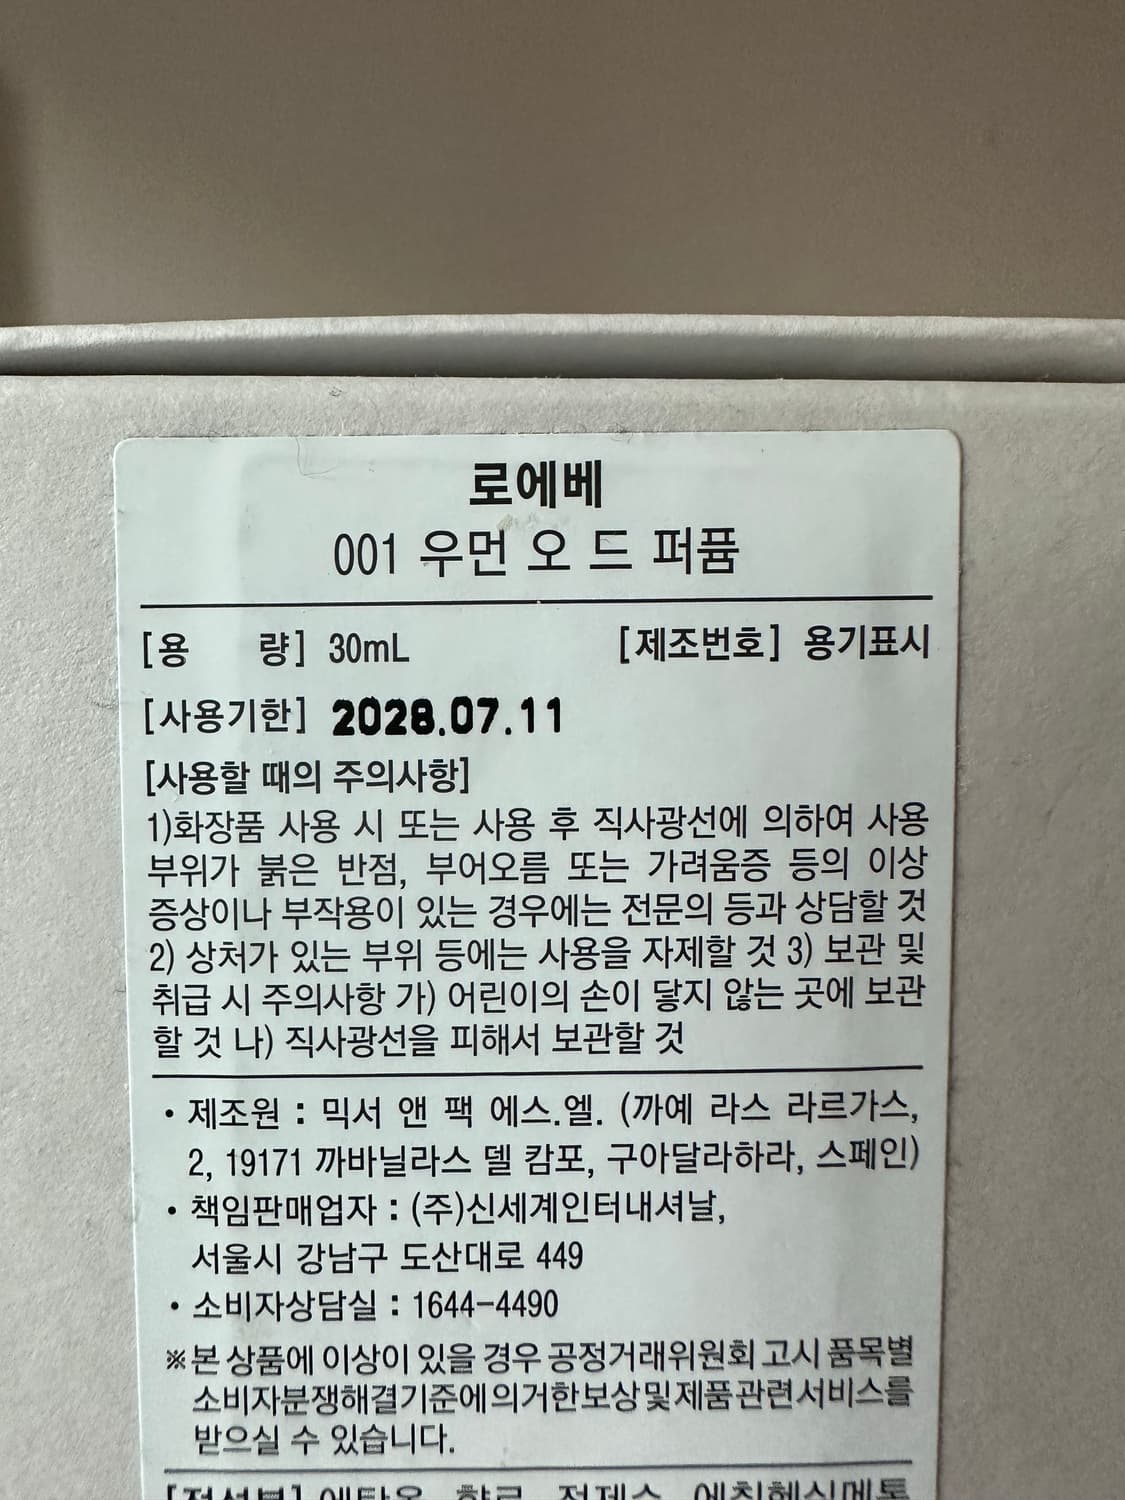 로에베
001 우먼 오 드 퍼퓸
[용 량] 30mL [제조번호] 용기표시
[사용기한] 2028.07.11
[사용할 때의 주의사항]
1)화장품 사용 시 또는 사용 후 직사광선에 의하여 사용
부위가 붉은 반점, 부어오름 또는 가려움증 등의 이상
증상이나 부작용이 있는 경우에는 전문의 등과 상담할 것
2) 상처가 있는 부위 등에는 사용을 자제할 것 3) 보관 및
취급 시 주의사항 가) 어린이의 손이 닿지 않는 곳에 보관
할 것 나) 직사광선을 피해서 보관할 것
• 제조원 : 믹서 앤 팩 에스.엘. (까예 라스 라르가스,
2, 19171 까바닐라스 델 캄포, 구아달라하라, 스페인)
• 책임판매업자 : (주)신세계인터내셔날,
서울시 강남구 도산대로 449
• 소비자상담실 : 1644-4490
※본 상품에 이상이 있을 경우 공정거래위원회 고시 품목별
소비자분쟁해결기준에 의거한 보상 및 제품 관련 서비스를
받으실 수 있습니다.
[전성분] 에탄올, 향료, 정제수,